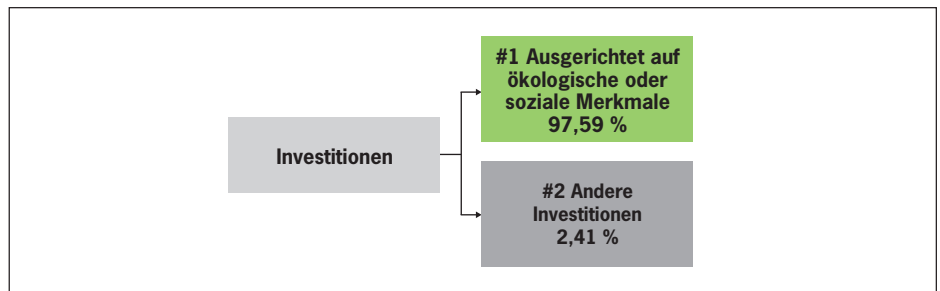 Investitionen
#1 Ausgerichtet auf
ökologische oder
soziale Merkmale
97,59 %
#2 Andere
Investitionen
2,41 %